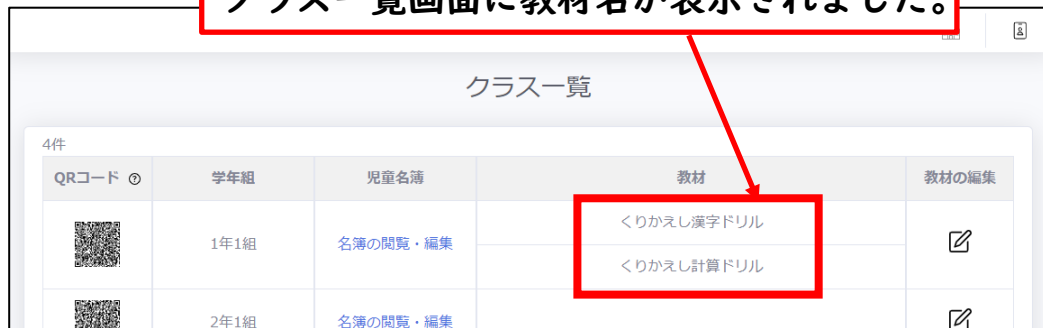 クラス一覧画面に教材名が表示されました。
クラス一覧
4件
QRコード 学年組 児童名簿 教材 教材の編集
くりかえし漢字ドリル
1年1組 名簿の閲覧・編集
くりかえし計算ドリル
2年1組 名簿の閲覧・編集